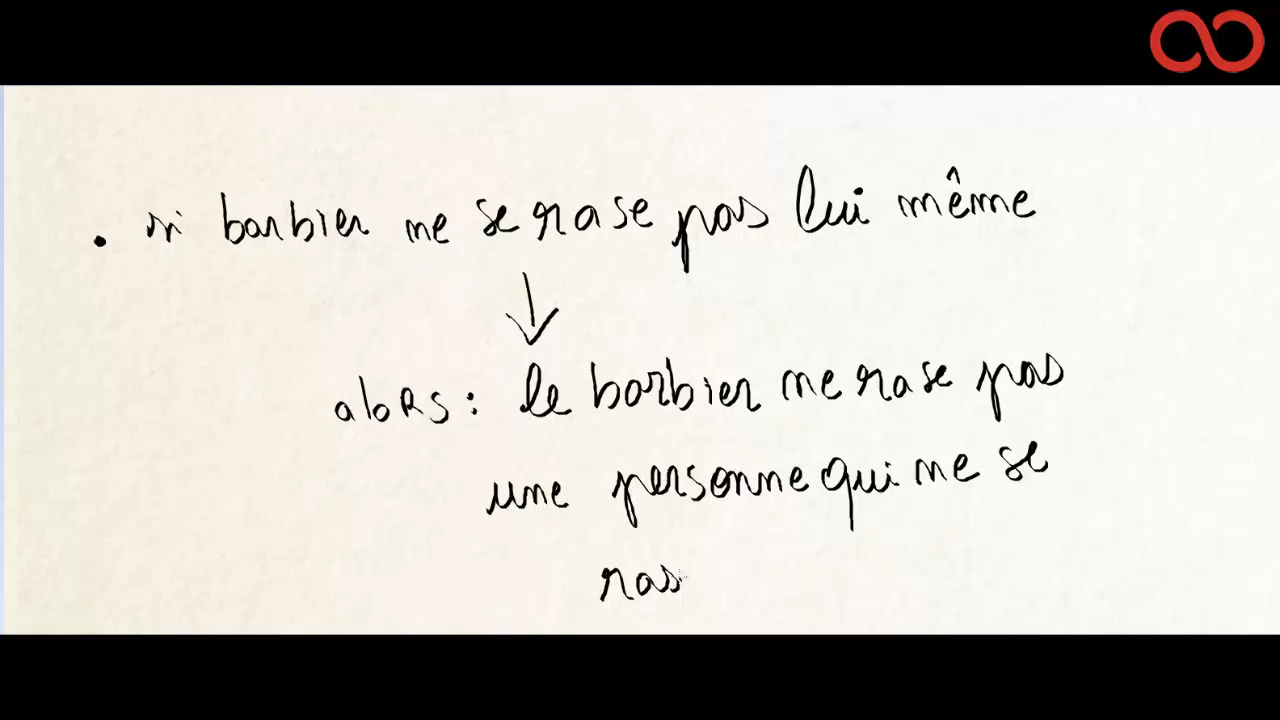 . si barbier ne se rase pas lui même
alors : le barbier ne rase pas
une personne qui ne se
ras